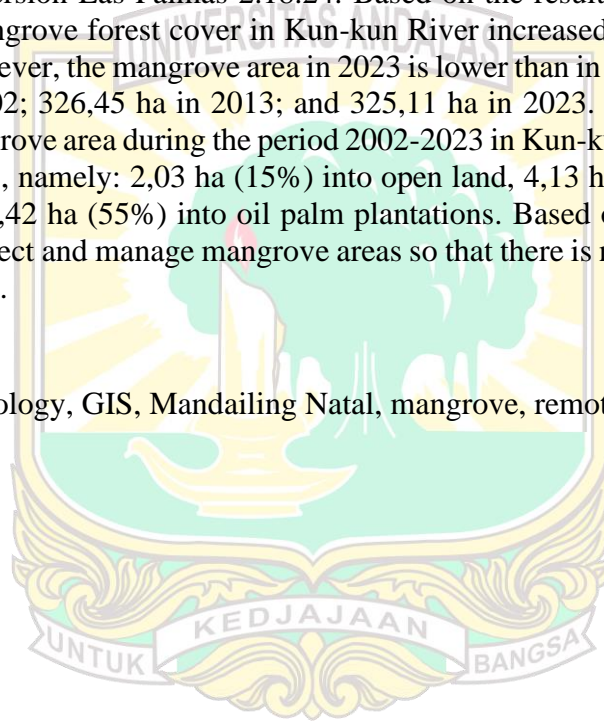 ersion Las Palmas 2.18.24. Based on the result
ngrove forest cover in Kun-kun River increased
ever, the mangrove area in 2023 is lower than in
02; 326,45 ha in 2013; and 325,11 ha in 2023.
rove area during the period 2002-2023 in Kun-k
, namely: 2,03 ha (15%) into open land, 4,13 h
,42 ha (55%) into oil palm plantations. Based
ect and manage mangrove areas so that there is
.
ology, GIS, Mandailing Natal, mangrove, remot
UNIVERSITAS ANDALAS
UNTUK KEDJAJAAN BANGSA